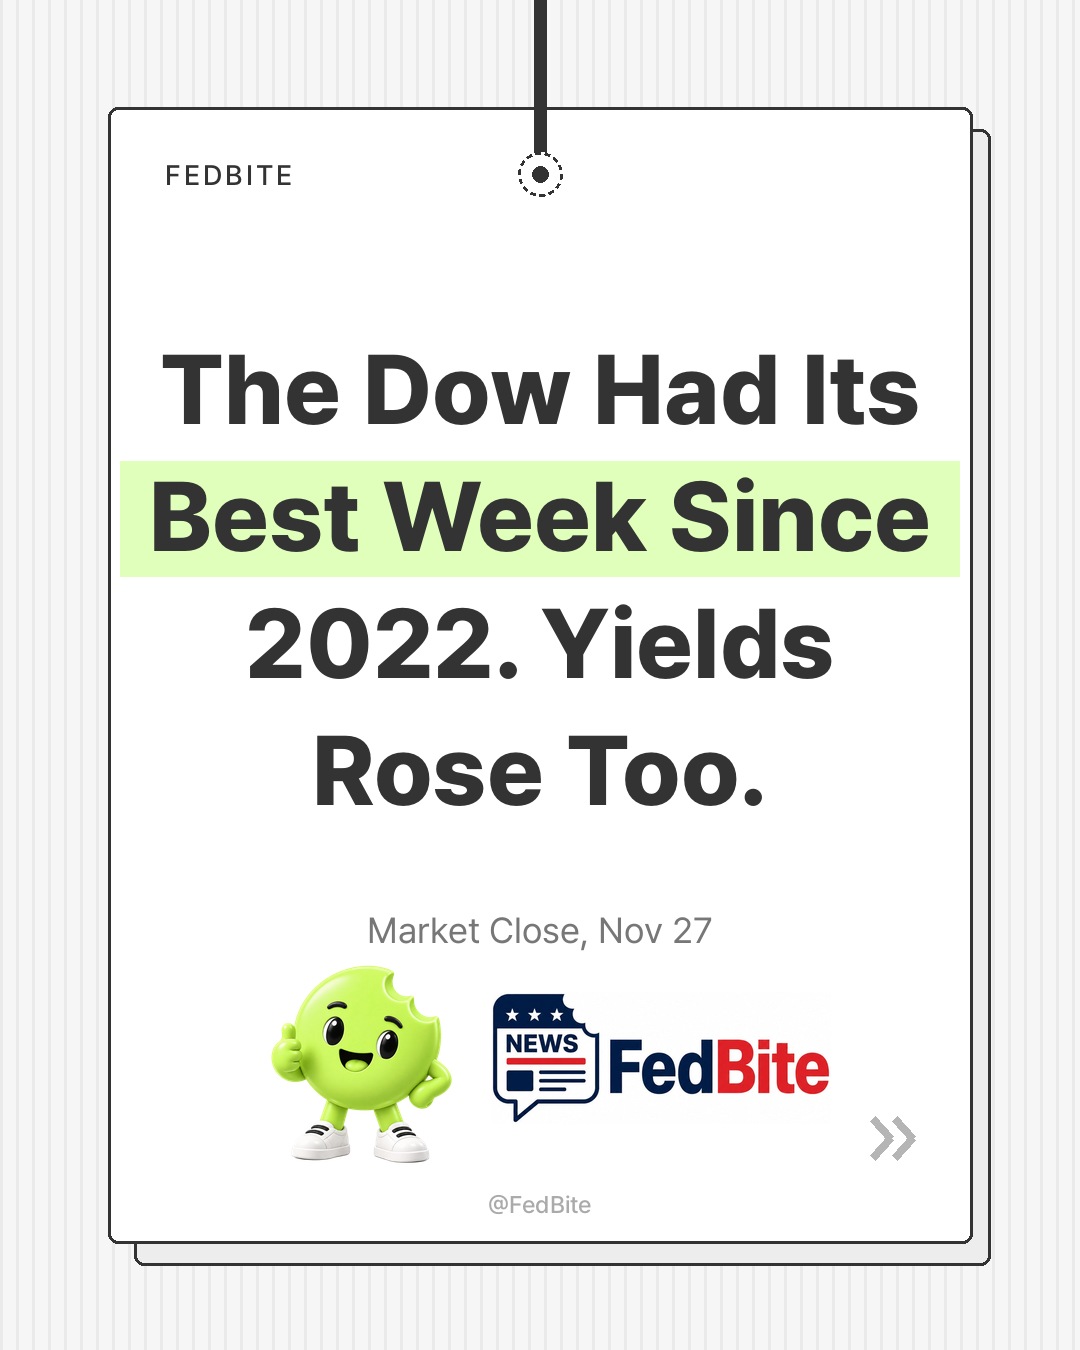 FEDBITE
The Dow Had Its
Best Week Since
2022. Yields
Rose Too.
Market Close, Nov 27
NEWS
FedBite
@FedBite